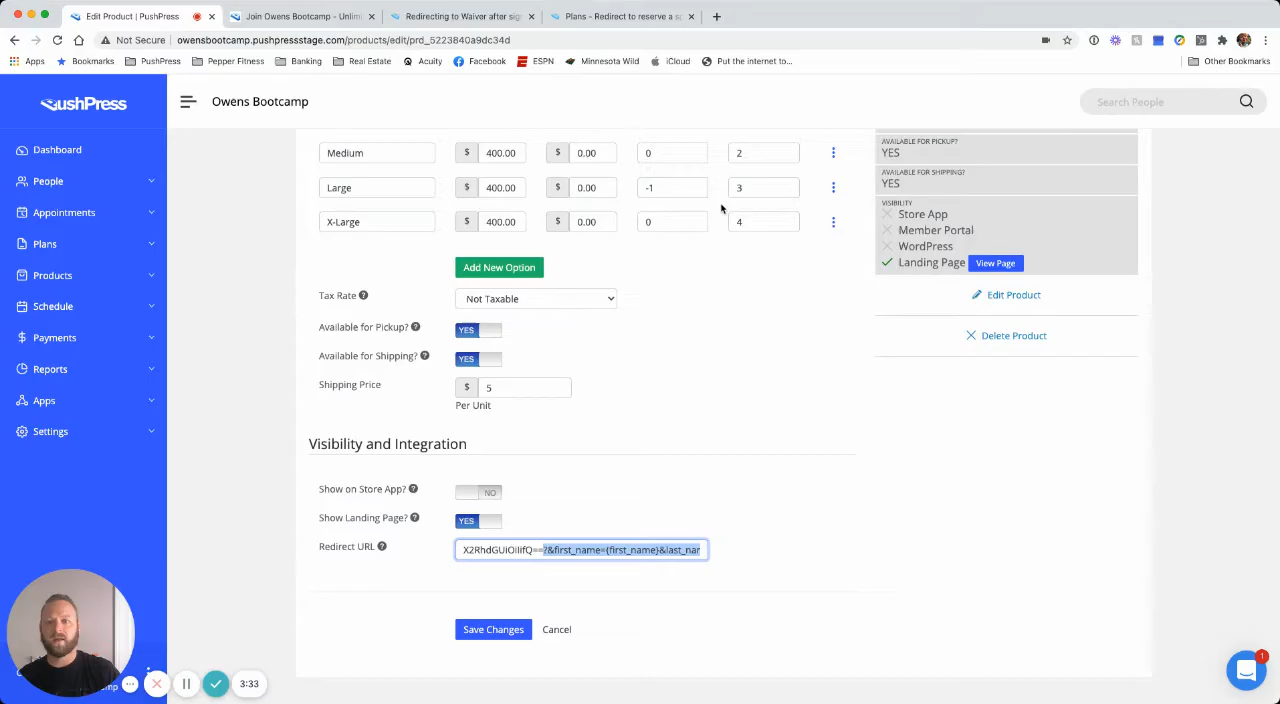 Edit Product | PushPress
Join Owens Bootcamp - Unlim
Redirecting to Waiver after sign
Plans - Redirect to reserve a sp
Not Secure | owensbootcamp.pushpressstage.com/products/edit/prd_5223840a9dc34d
Apps Bookmarks PushPress Pepper Fitness Banking Real Estate Acuity Facebook ESPN Minnesota Wild iCloud Put the internet to... Other Bookmarks
PushPress
Owens Bootcamp
Search People
Dashboard
People
Appointments
Plans
Products
Schedule
Payments
Reports
Apps
Settings
Medium $ 400.00 $ 0.00 0 2
Large $ 400.00 $ 0.00 -1 3
X-Large $ 400.00 $ 0.00 0 4
Add New Option
Tax Rate Not Taxable
Available for Pickup? YES
Available for Shipping? YES
Shipping Price $ 5
Per Unit
Visibility and Integration
Show on Store App? NO
Show Landing Page? YES
Redirect URL X2RhdGUiOiIifQ==?&first_name={first_name}&last_nar
Save Changes Cancel
AVAILABLE FOR PICKUP?
YES
AVAILABLE FOR SHIPPING?
YES
VISIBILITY
Store App
Member Portal
WordPress
Landing Page View Page
Edit Product
Delete Product
3:33
1